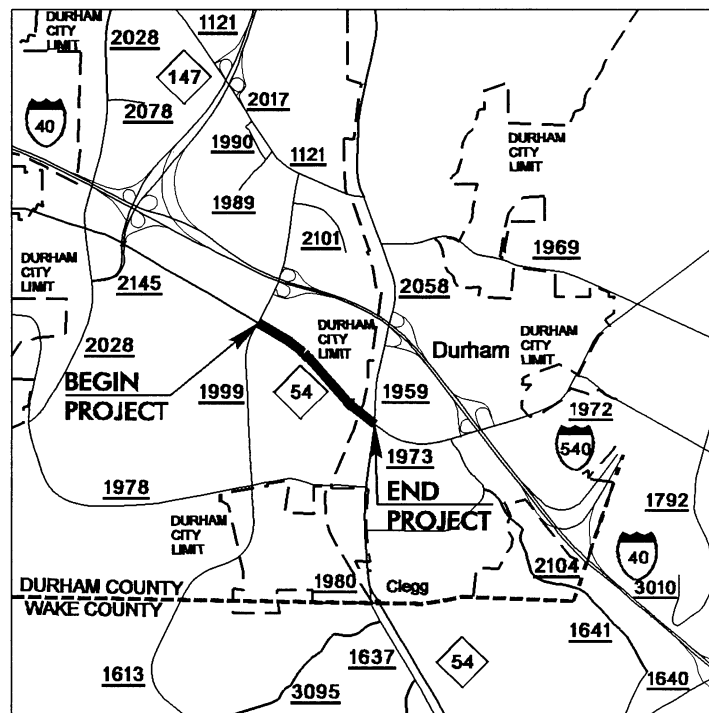 DURHAM
CITY
LIMIT
1121
2028
147
40
2078
2017
1990
1121
DURHAM
CITY
LIMIT
1989
2101
1969
DURHAM
CITY
LIMIT
2145
2058
DURHAM
CITY
LIMIT
Durham
DURHAM
CITY
LIMIT
2028
BEGIN
PROJECT
1999
54
1959
1972
540
1973
1978
END
PROJECT
1792
DURHAM
CITY
LIMIT
40
2104
DURHAM COUNTY
WAKE COUNTY
1980
Clegg
3010
1641
1637
54
1613
3095
1640